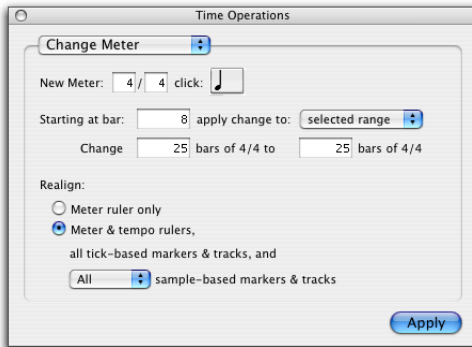 Time Operations
Change Meter
New Meter: 4 / 4 click:
Starting at bar: 8 apply change to: selected range
Change 25 bars of 4/4 to 25 bars of 4/4
Realign:
Meter ruler only
Meter & tempo rulers,
all tick-based markers & tracks, and
All sample-based markers & tracks
Apply